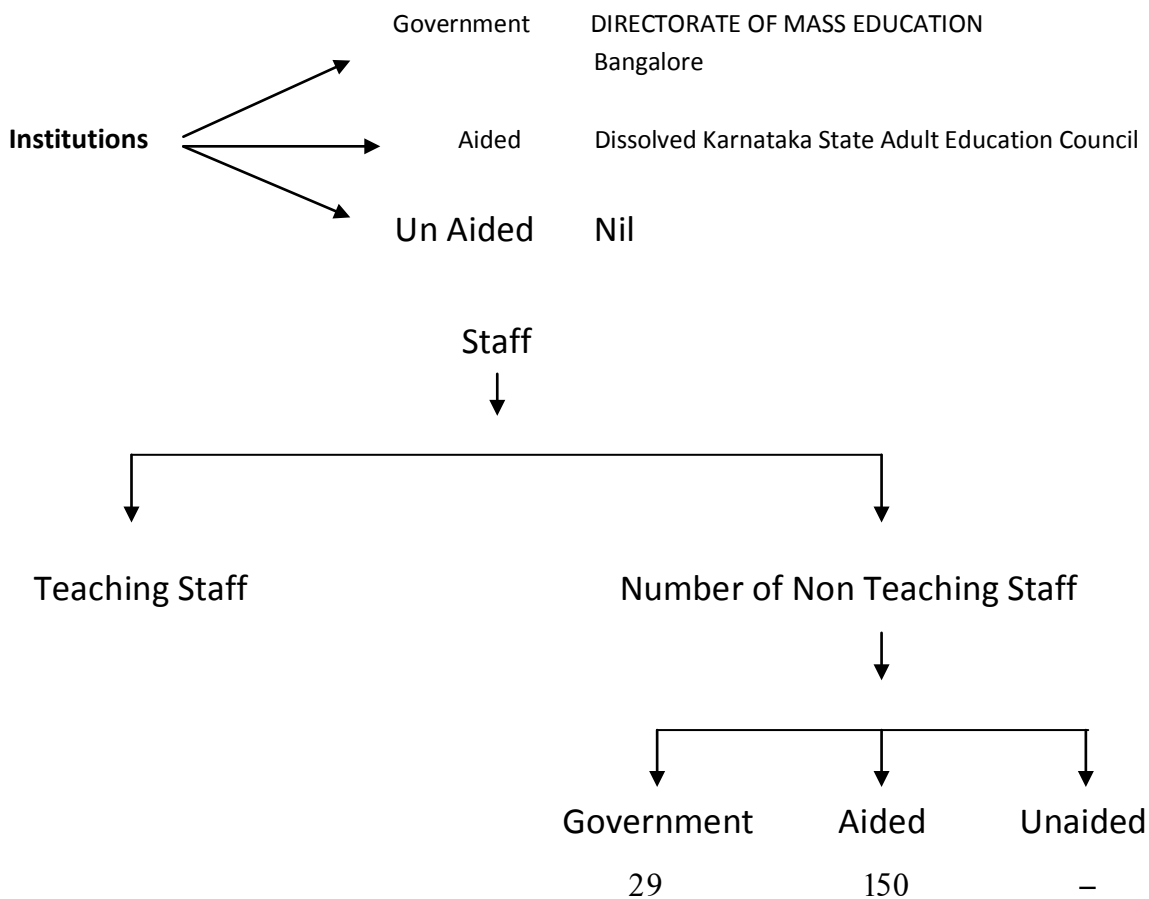 Government DIRECTORATE OF MASS EDUCATION
Bangalore
Institutions Aided Dissolved Karnataka State Adult Education Council
Un Aided Nil
Staff
Teaching Staff Number of Non Teaching Staff
Government Aided Unaided
29 150 –